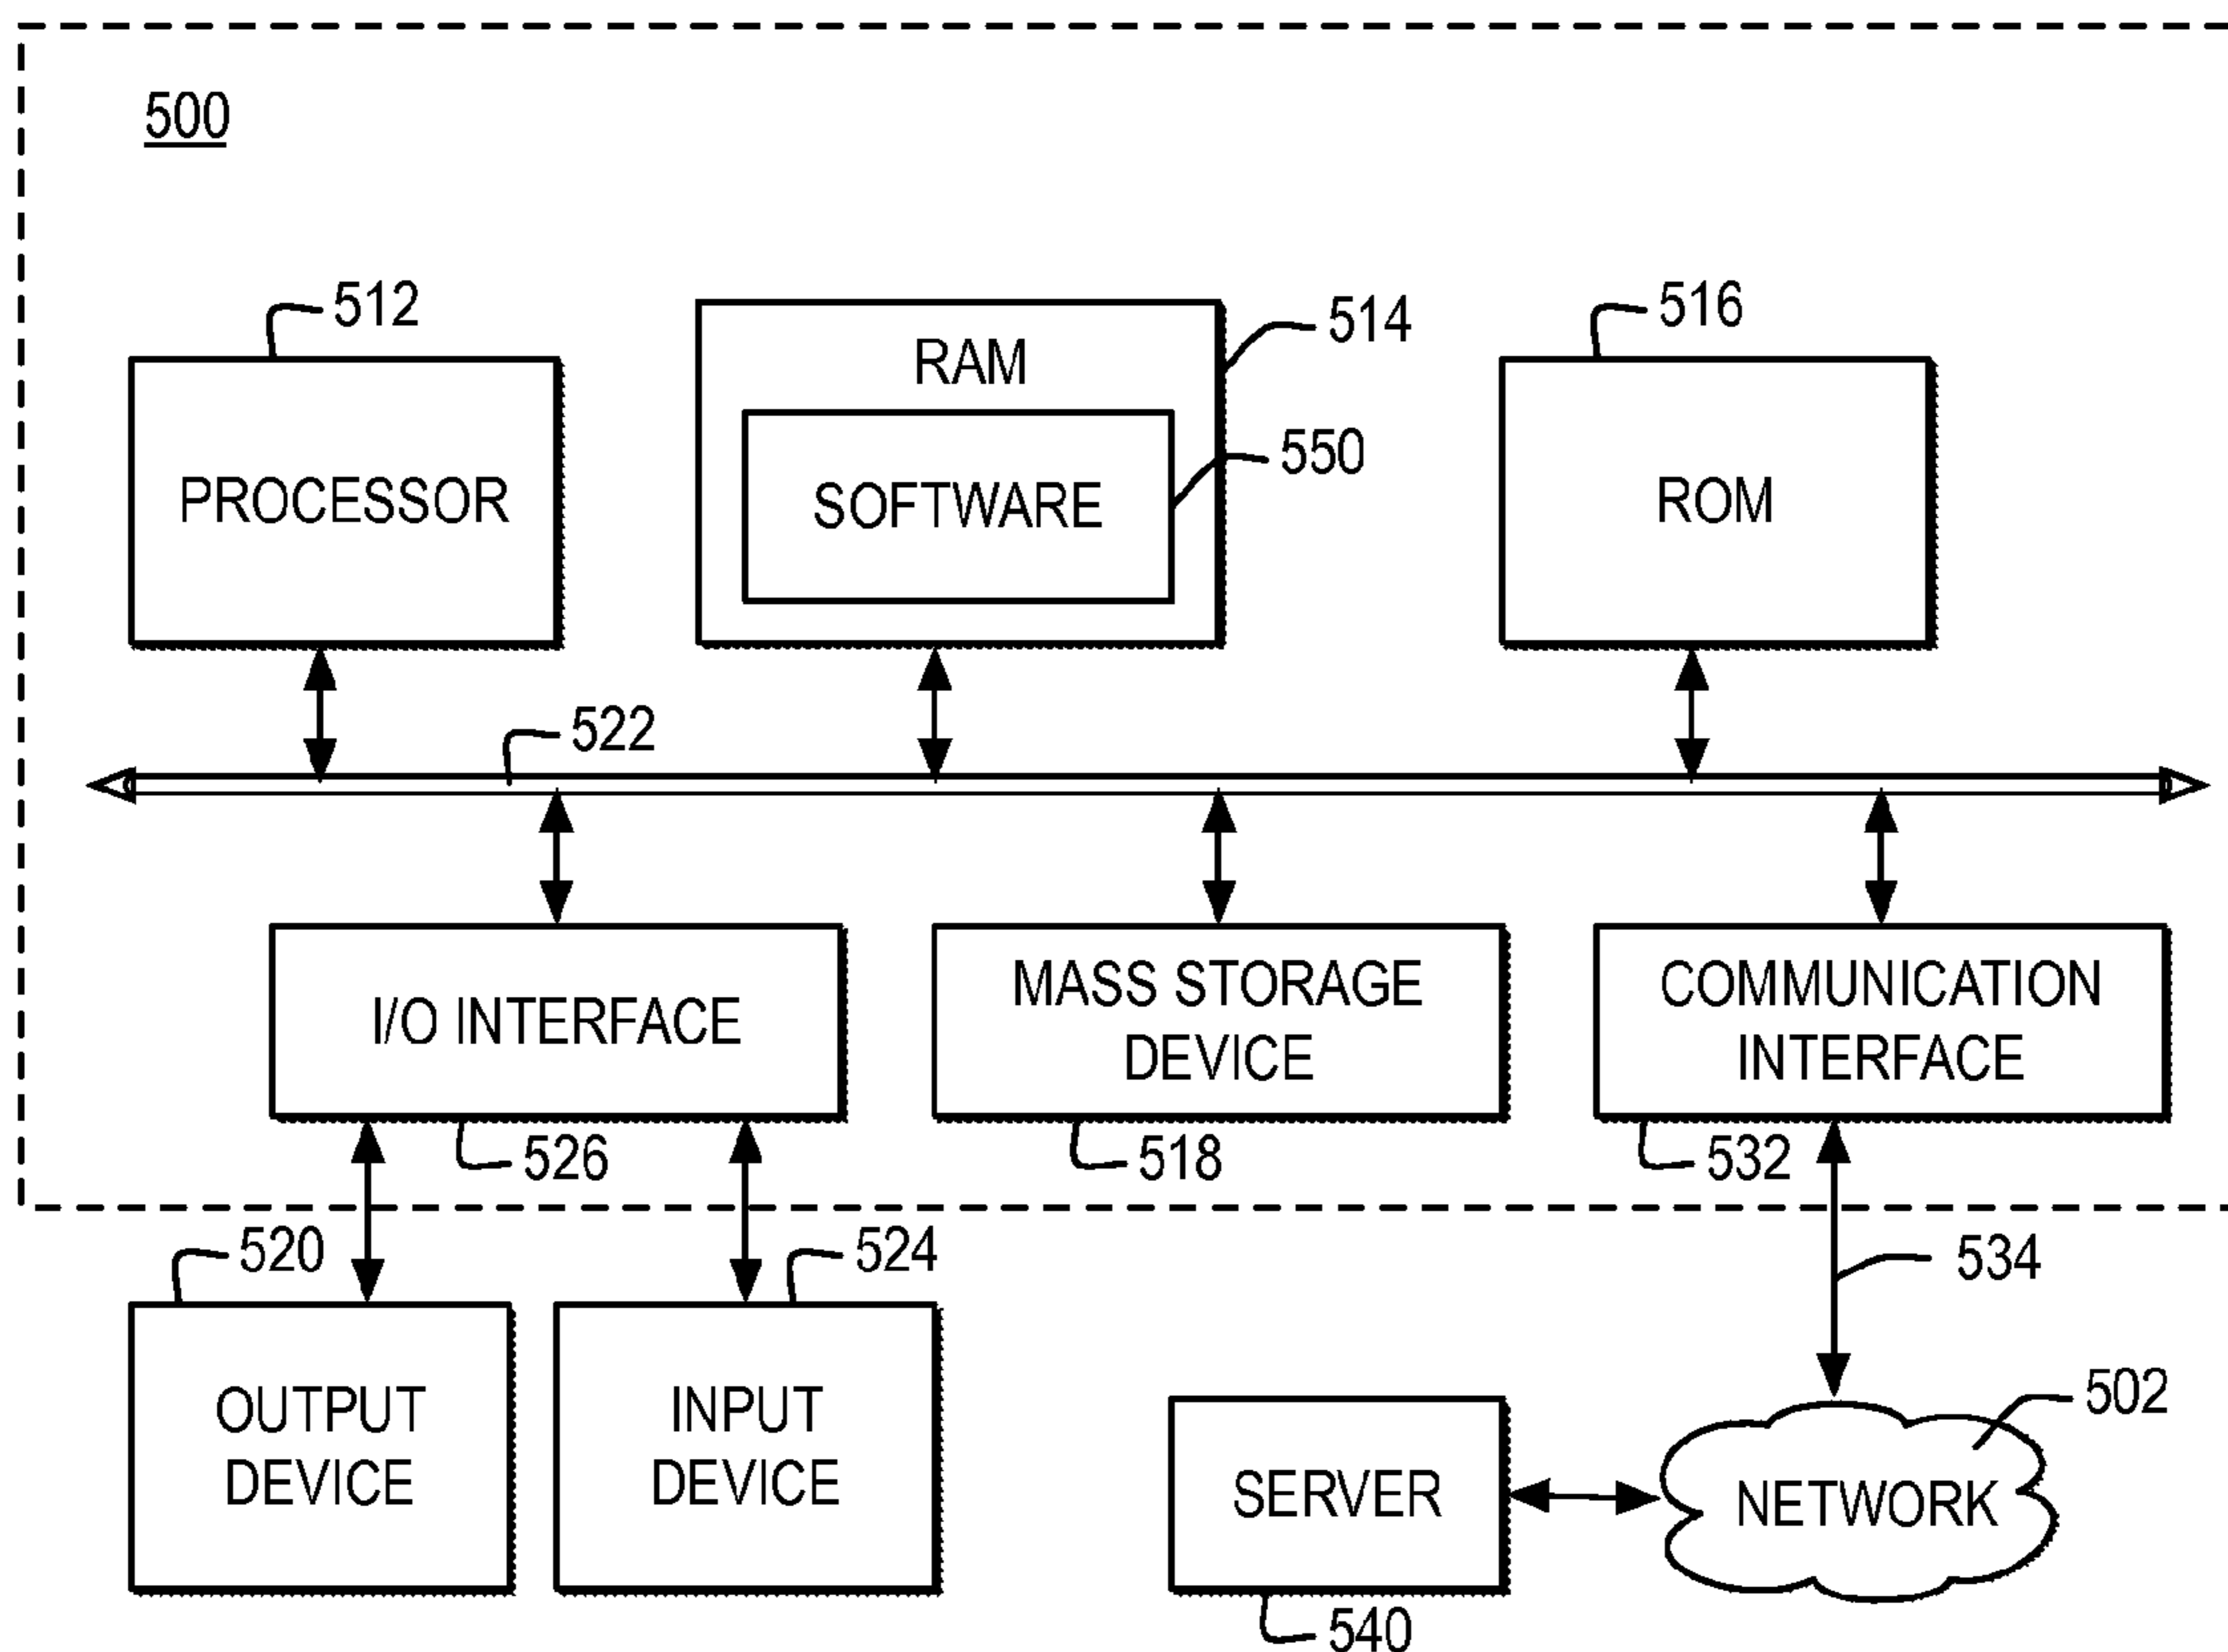 500
512
514
516
RAM
550
PROCESSOR
SOFTWARE
ROM
522
I/O INTERFACE
MASS STORAGE
DEVICE
COMMUNICATION
INTERFACE
526
518
532
520
524
534
OUTPUT
DEVICE
INPUT
DEVICE
502
SERVER
NETWORK
540